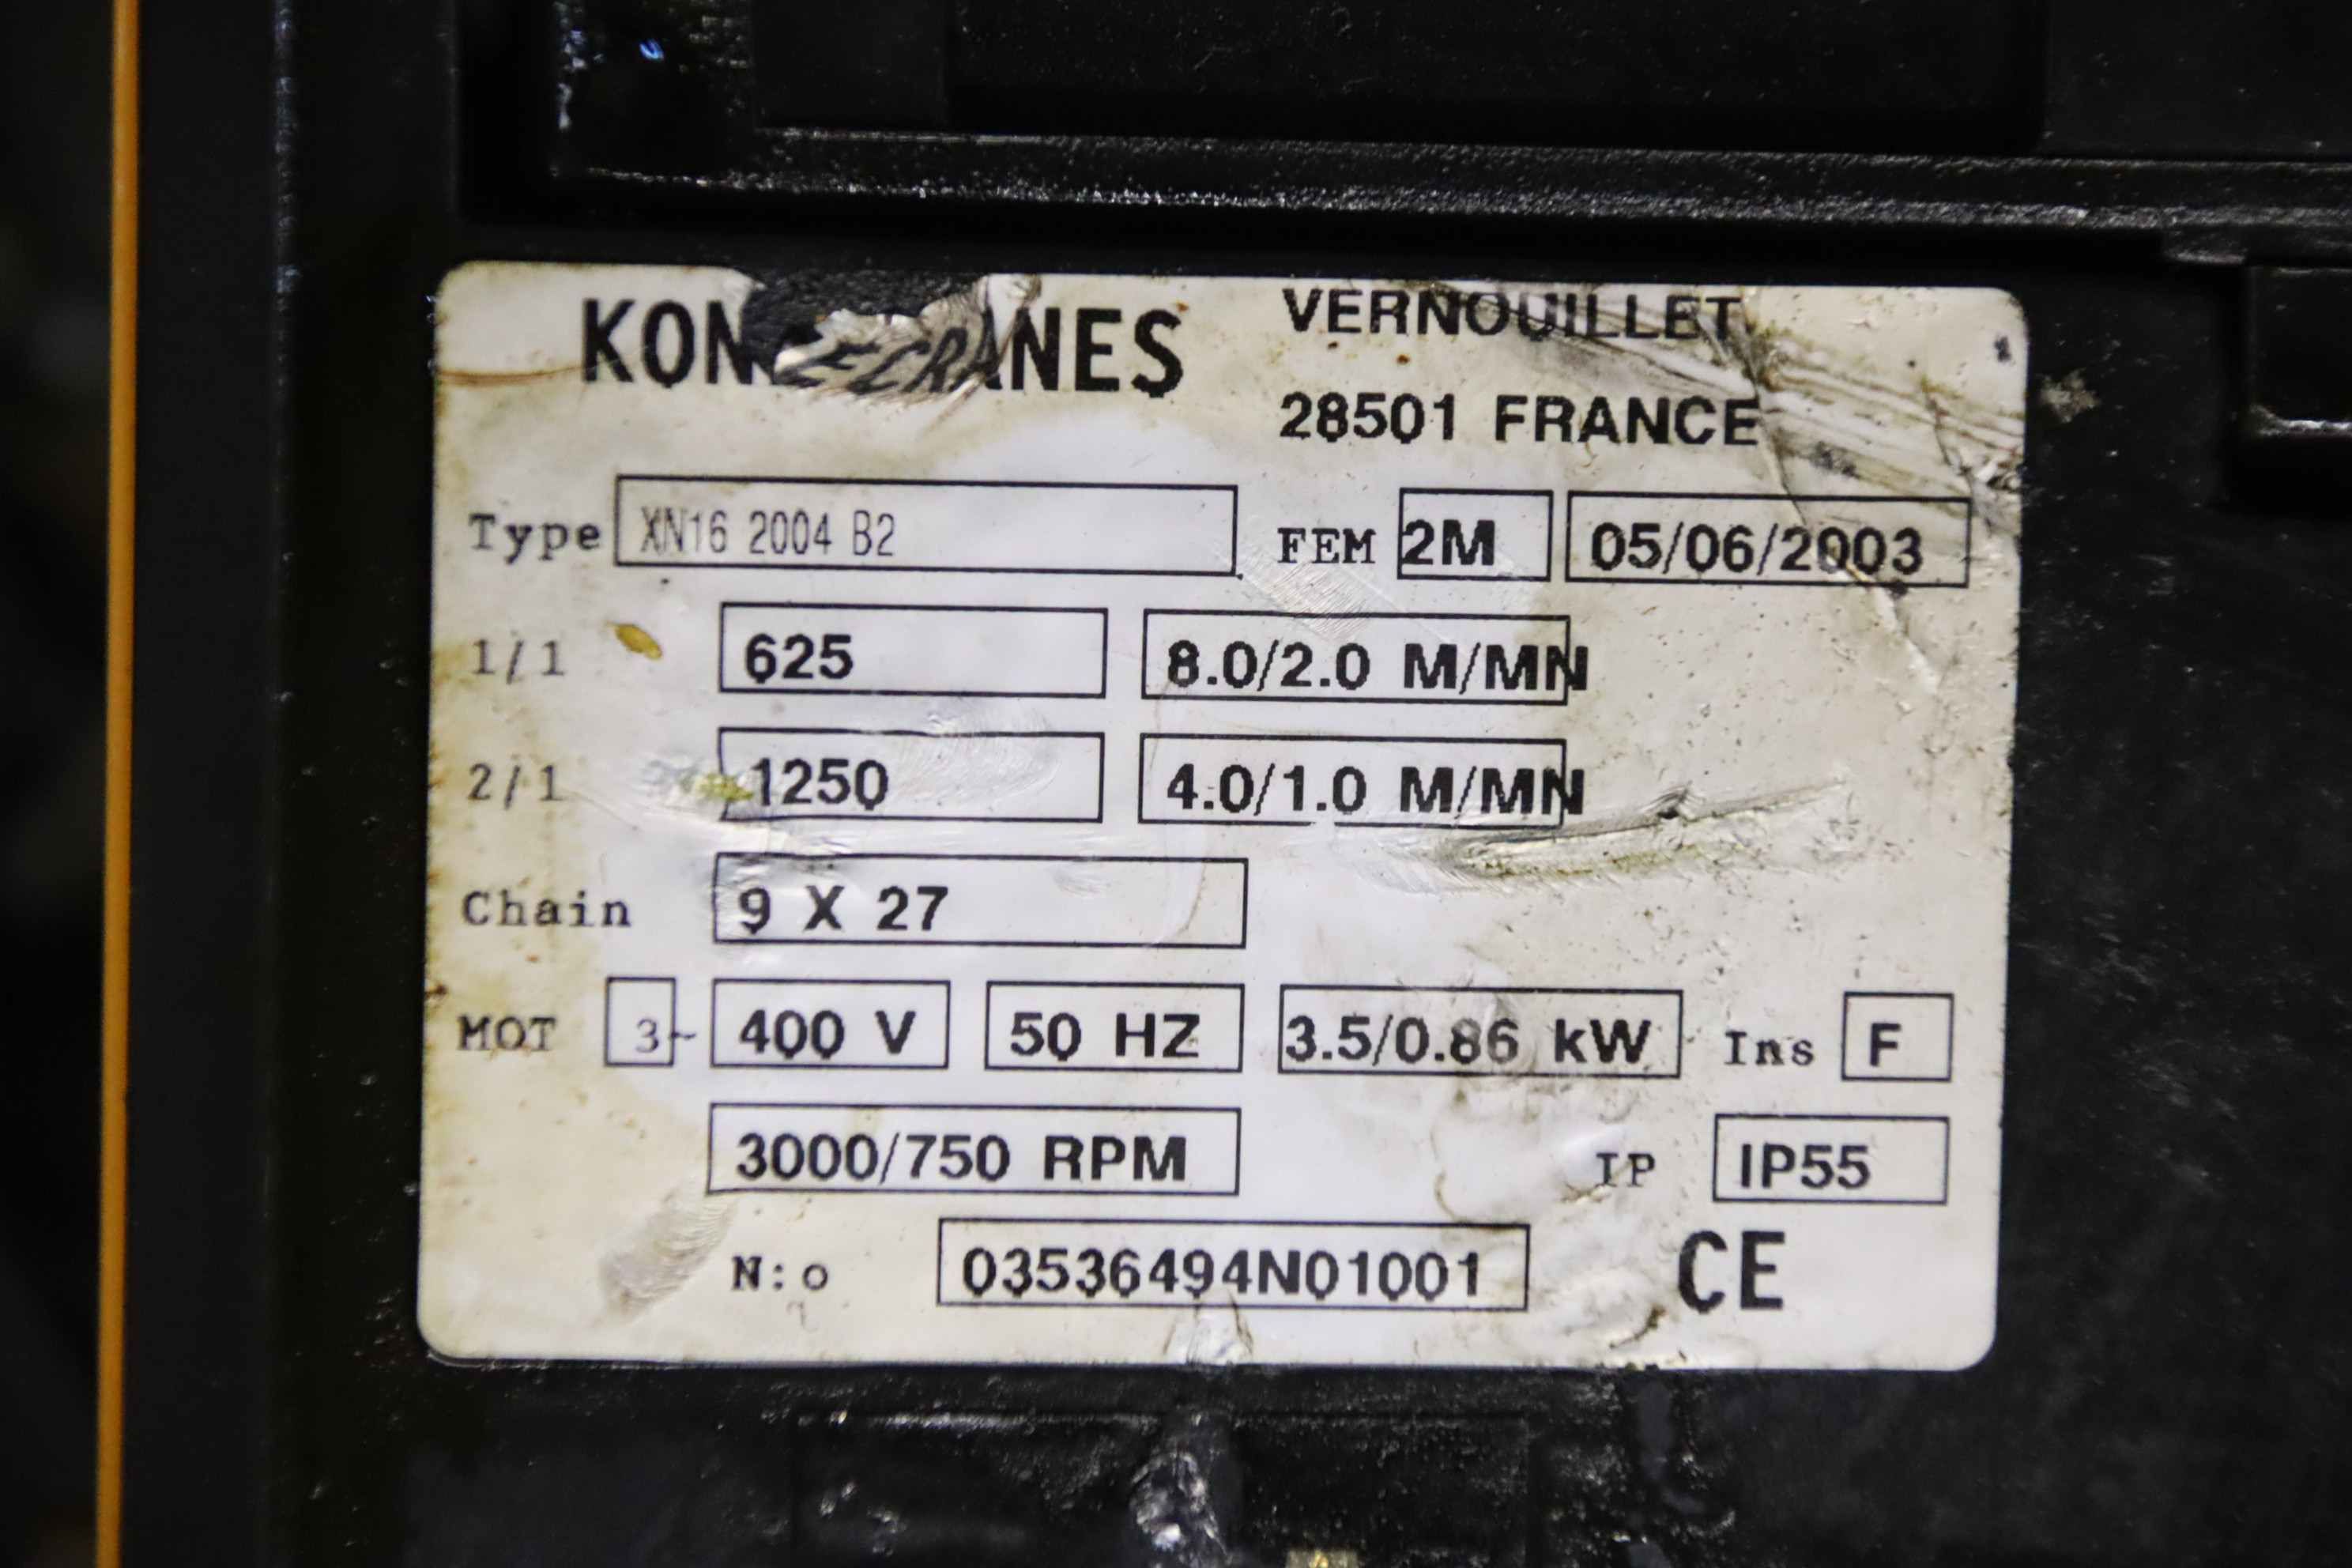 KONECRANES
VERNOUILLET
28501 FRANCE
Type XN16 2004 B2 FEM 2M 05/06/2003
1/1 625 8.0/2.0 M/MN
2/1 1250 4.0/1.0 M/MN
Chain 9 X 27
MOT 3~ 400 V 50 HZ 3.5/0.86 kW Ins F
3000/750 RPM IP IP55
N:o 03536494N01001 CE